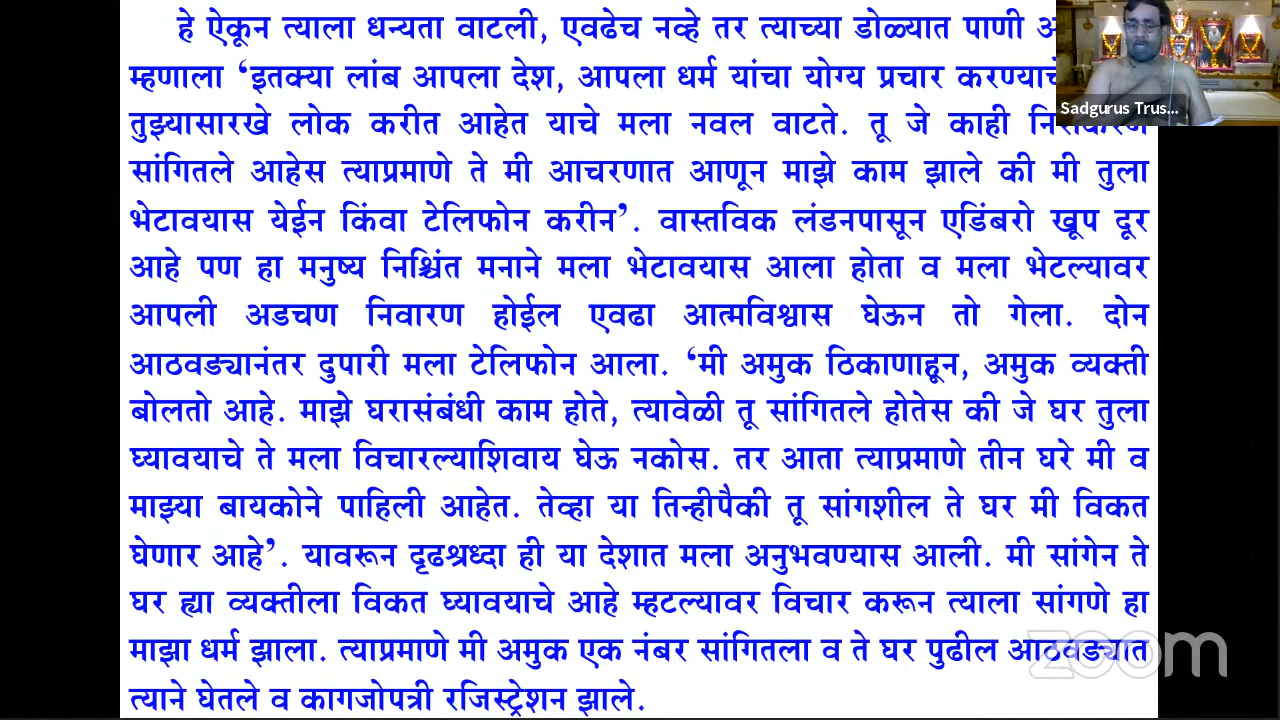 हे ऐकून त्याला धन्यता वाटली, एवढेच नव्हे तर त्याच्या डोळ्यात पाणी
म्हणाला ‘इतक्या लांब आपला देश, आपला धर्म यांचा योग्य प्रचार
तुझ्यासारखे लोक करीत आहेत याचे मला नवल वाटते. तू जे काही
सांगितले आहेस त्याप्रमाणे ते मी आचरणात आणून माझे काम झाले की मी तुला
भेटावयास येईन किंवा टेलिफोन करीन’. वास्तविक लंडनपासून एडिंबरो खूप दूर
आहे पण हा मनुष्य निश्चिंत मनाने मला भेटावयास आला होता व मला भेटल्यावर
आपली अडचण निवारण होईल एवढा आत्मविश्वास घेऊन तो गेला. दोन
आठवड्यानंतर दुपारी मला टेलिफोन आला. ‘मी अमुक ठिकाणाहून, अमुक व्यक्ती
बोलतो आहे. माझे घरासंबंधी काम होते, त्यावेळी तू सांगितले होतेस की जे घर तुला
घ्यावयाचे ते मला विचारल्याशिवाय घेऊ नकोस. तर आता त्याप्रमाणे तीन घरे मी व
माझ्या बायकोने पाहिली आहेत. तेव्हा या तिन्हीपैकी तू सांगशील ते घर मी विकत
घेणार आहे’. यावरून दृढश्रध्दा ही या देशात मला अनुभवण्यास आली. मी सांगेन ते
घर ह्या व्यक्तीला विकत घ्यावयाचे आहे म्हटल्यावर विचार करून त्याला सांगणे हा
माझा धर्म झाला. त्याप्रमाणे मी अमुक एक नंबर सांगितला व ते घर पुढील आठवड्यात
त्याने घेतले व कागजोपत्री रजिस्ट्रेशन झाले.
Sadgurus Trus...
zoom